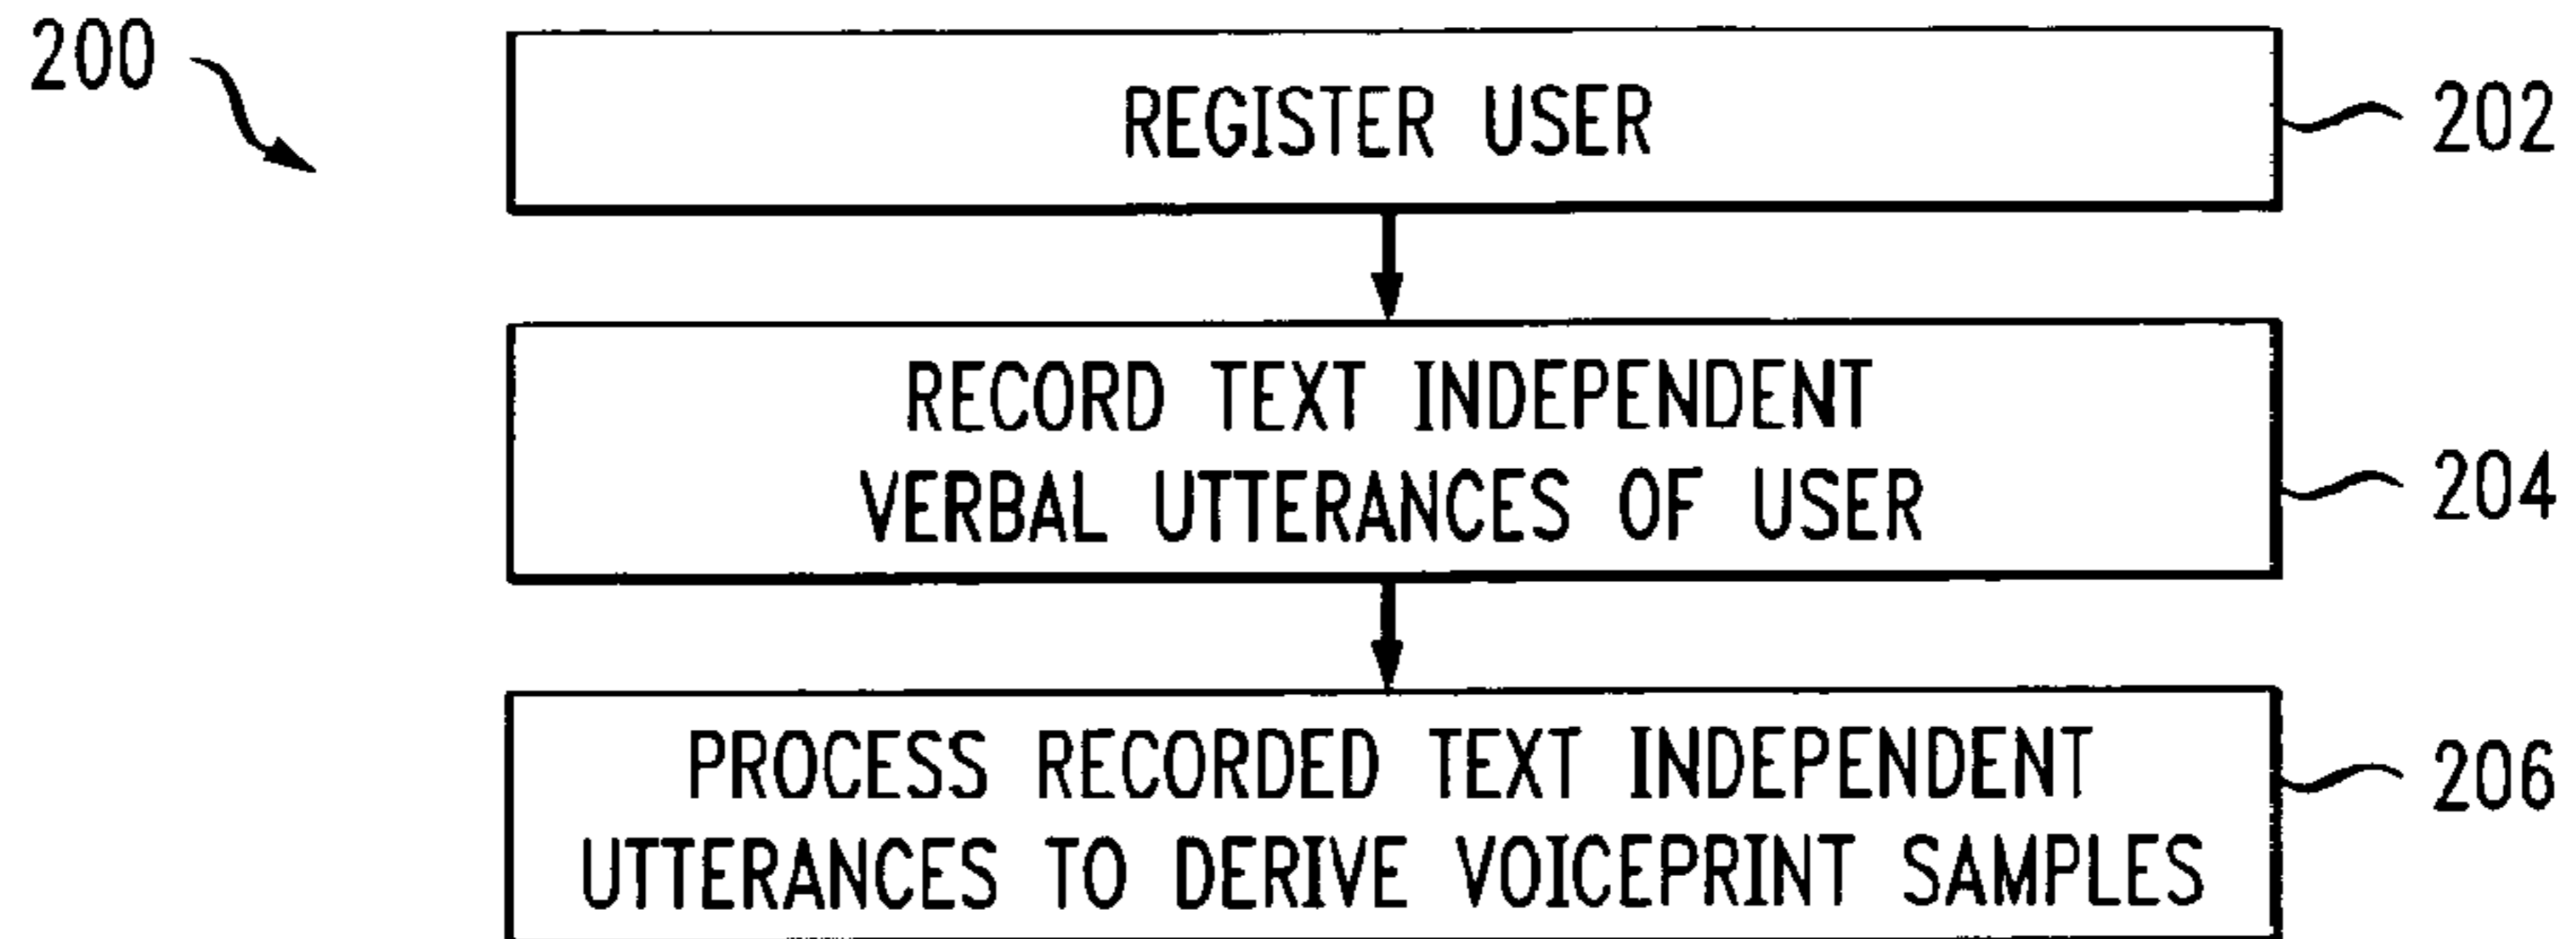 200
REGISTER USER
202
RECORD TEXT INDEPENDENT
VERBAL UTTERANCES OF USER
204
PROCESS RECORDED TEXT INDEPENDENT
UTTERANCES TO DERIVE VOICEPRINT SAMPLES
206